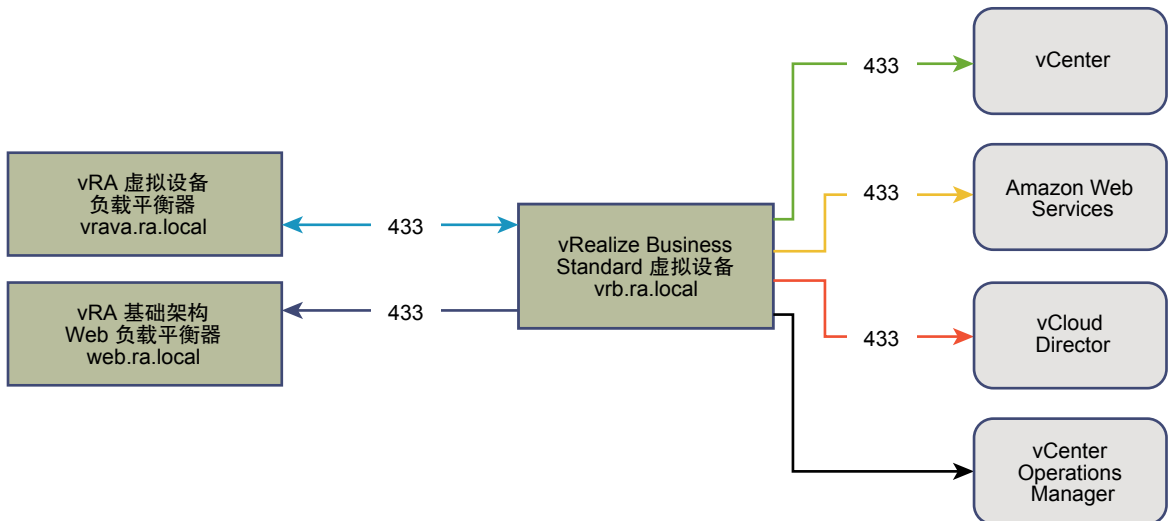 vRA 虚拟设备
负载平衡器
vrava.ra.local
vRA 基础架构
Web 负载平衡器
web.ra.local
433
433
vRealize Business
Standard 虚拟设备
vrb.ra.local
433
433
433
vCenter
Amazon Web
Services
vCloud
Director
vCenter
Operations
Manager